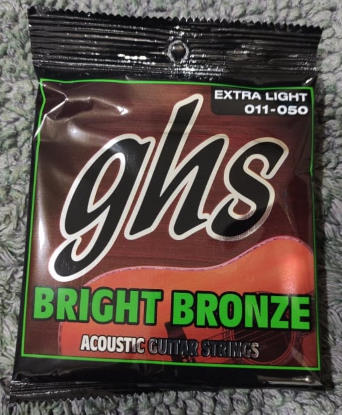 EXTRA LIGHT
011-050
ghs
BRIGHT BRONZE
ACOUSTIC GUITAR STRINGS